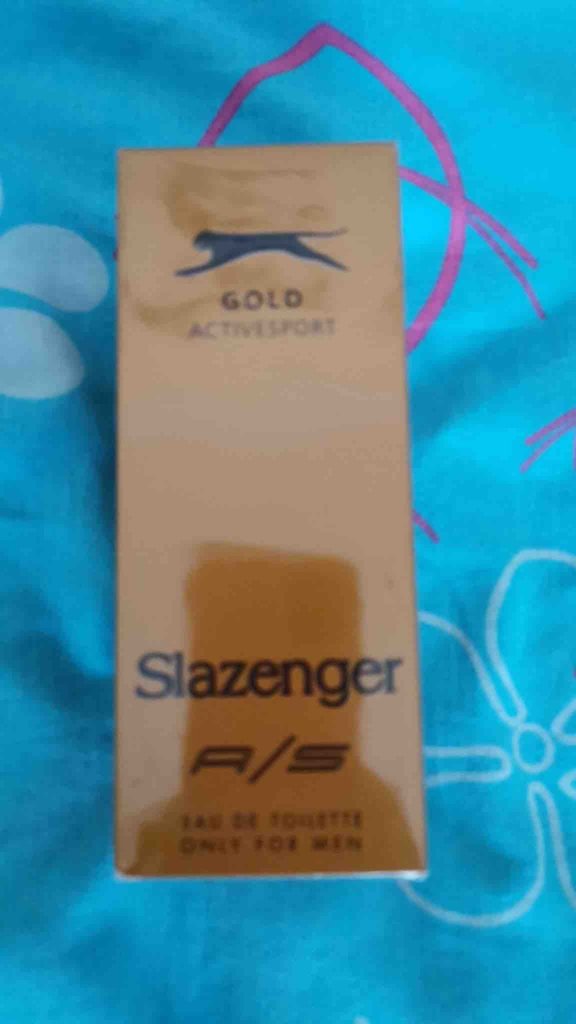 GOLD
ACTIVESPORT
Slazenger
A/S
EAU DE TOILETTE
ONLY FOR MEN